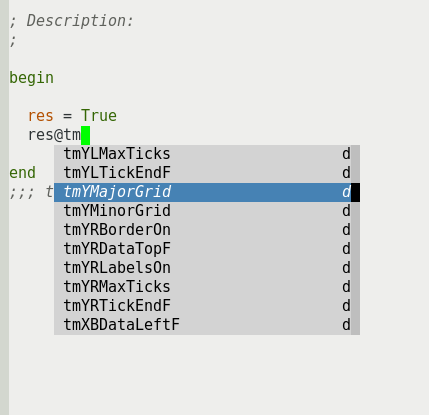 ; Description:
;
begin
res = True
res@tm
tmYLMaxTicks d
tmYLTickEndF d
end
;;; t
tmYMajorGrid d
tmYMinorGrid d
tmYRBorderOn d
tmYRDataTopF d
tmYRLabelsOn d
tmYRMaxTicks d
tmYRTickEndF d
tmXBDataLeftF d